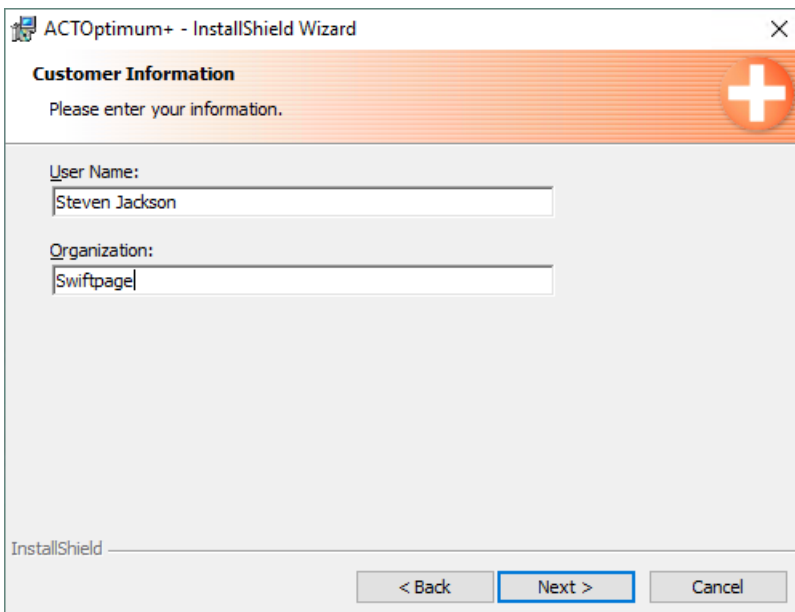 ACTOptimum+ - InstallShield Wizard
Customer Information
Please enter your information.
User Name:
Steven Jackson
Organization:
Swiftpage
InstallShield
< Back Next > Cancel